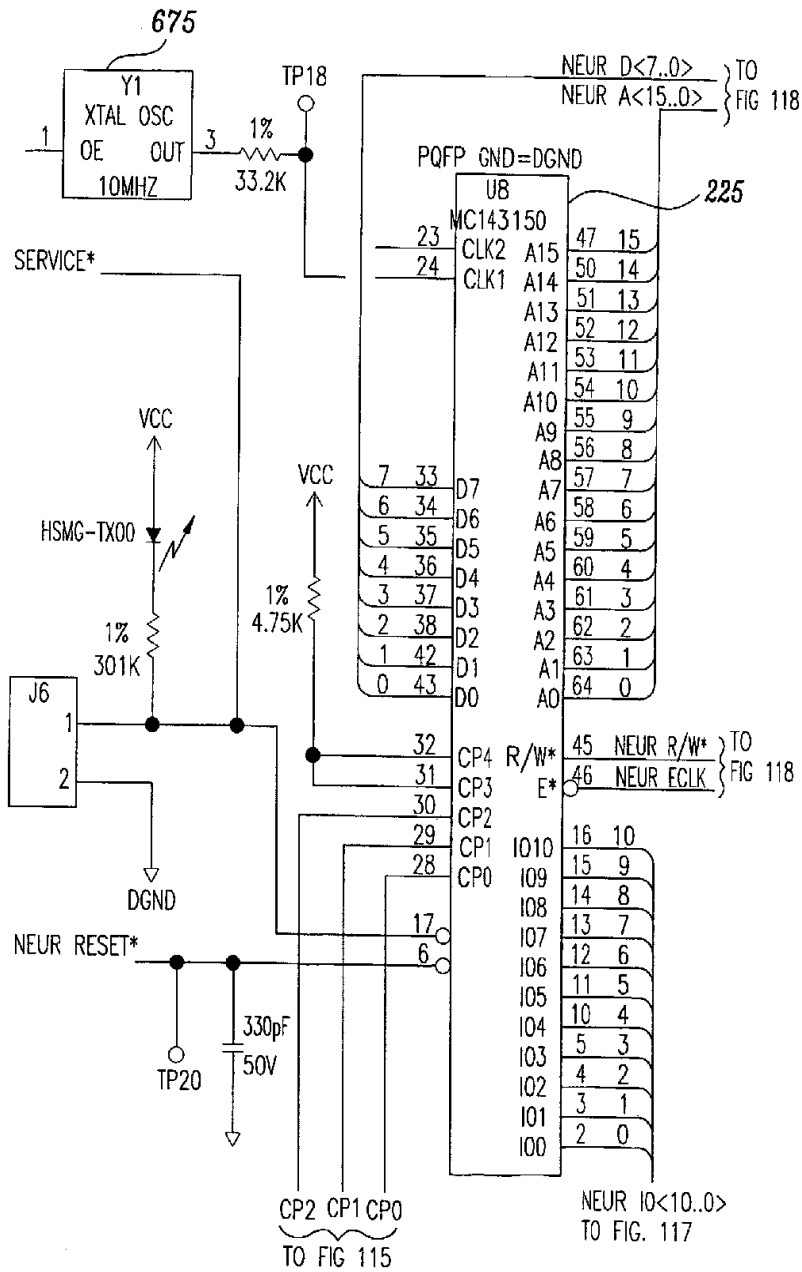 675
Y1
XTAL OSC
1 OE OUT 3
10MHZ
1%
33.2K
TP18
NEUR D<7..0>
NEUR A<15..0>
TO
FIG 118
PQFP GND=DGND
U8
MC143150
225
23 CLK2
24 CLK1
A15 47 15
A14 50 14
A13 51 13
A12 52 12
A11 53 11
A10 54 10
A9 55 9
A8 56 8
A7 57 7
A6 58 6
A5 59 5
A4 60 4
A3 61 3
A2 62 2
A1 63 1
A0 64 0
SERVICE*
VCC
HSMG-TX00
1%
301K
VCC
1%
4.75K
7 33 D7
6 34 D6
5 35 D5
4 36 D4
3 37 D3
2 38 D2
1 42 D1
0 43 D0
J6
1
2
DGND
32 CP4
31 CP3
30 CP2
29 CP1
28 CP0
17
6
R/W* 45 NEUR R/W*
E* 46 NEUR ECLK
TO
FIG 118
IO10 16 10
IO9 15 9
IO8 14 8
IO7 13 7
IO6 12 6
IO5 11 5
IO4 10 4
IO3 5 3
IO2 4 2
IO1 3 1
IO0 2 0
NEUR RESET*
TP20
330pF
50V
CP2 CP1 CP0
TO FIG 115
NEUR IO<10..0>
TO FIG. 117